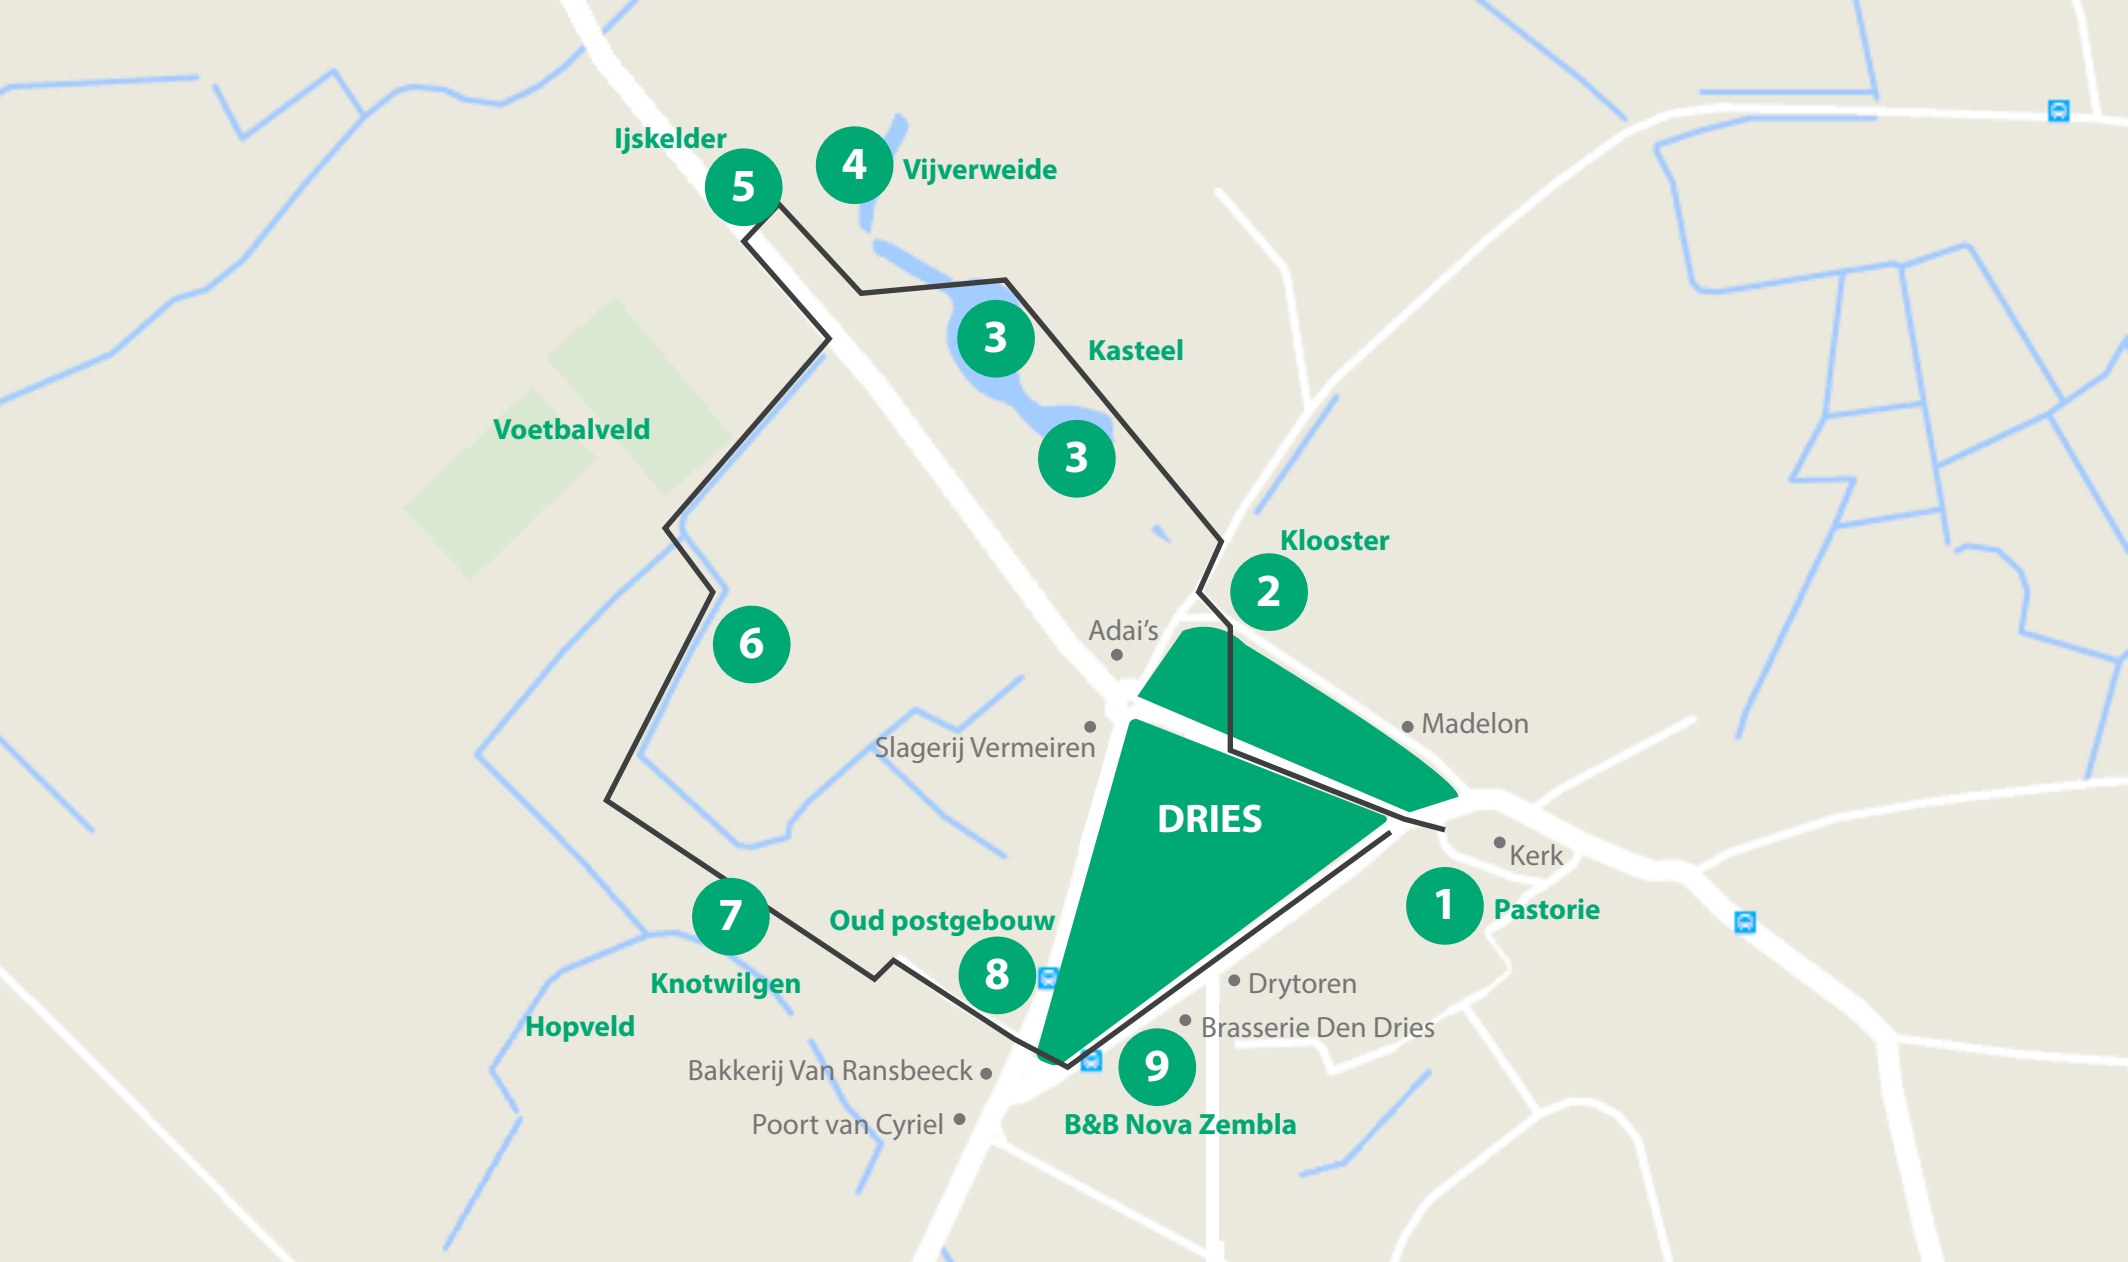 Ijskelder
4
Vijverweide
5
3
Kasteel
Voetbalveld
3
Klooster
2
Adai's
6
Madelon
Slagerij Vermeiren
DRIES
Kerk
7
Oud postgebouw
1
Pastorie
8
Knotwilgen
Drytoren
Hopveld
Brasserie Den Dries
Bakkerij Van Ransbeeck
9
Poort van Cyriel
B&B Nova Zembla